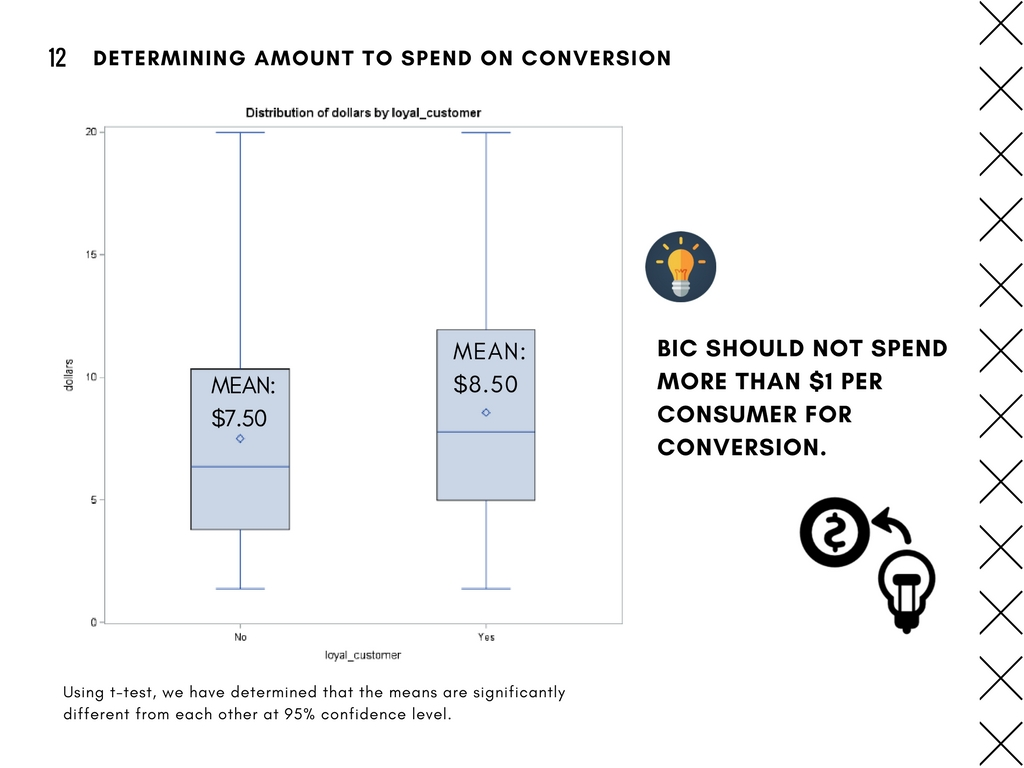 12 DETERMINING AMOUNT TO SPEND ON CONVERSION
Distribution of dollars by loyal_customer
20
15
10
5
0
dollars
MEAN:
$7.50
MEAN:
$8.50
No
Yes
loyal_customer
BIC SHOULD NOT SPEND
MORE THAN $1 PER
CONSUMER FOR
CONVERSION.
Using t-test, we have determined that the means are significantly
different from each other at 95% confidence level.